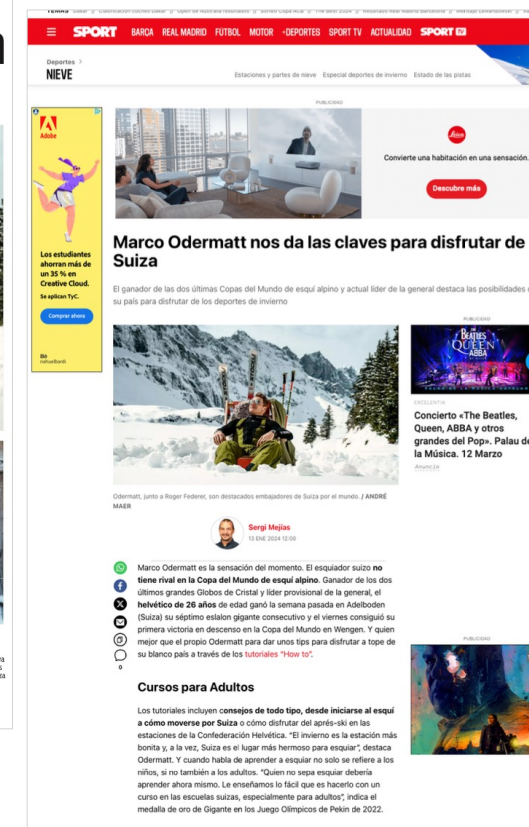 SPORT
BARÇA REAL MADRID FÚTBOL MOTOR +DEPORTES SPORT TV ACTUALIDAD SPORT
Deportes >
NIEVE
Estaciones y partes de nieve Especial deportes de invierno Estado de las pistas
PUBLICIDAD
Adobe
Los estudiantes
ahorran más de
un 35 % en
Creative Cloud.
Se aplican TyC.
Comprar ahora
Leica
Convierte una habitación en una sensación.
Descubre más
Marco Odermatt nos da las claves para disfrutar de
Suiza
El ganador de las dos últimas Copas del Mundo de esquí alpino y actual líder de la general destaca las posibilidades
su país para disfrutar de los deportes de invierno
PUBLICIDAD
BEATLES
QUEEN
ABBA
EXCELENTIA
Concierto «The Beatles,
Queen, ABBA y otros
grandes del Pop». Palau de
la Música. 12 Marzo
Anuncio
Odermatt, junto a Roger Federer, son destacados embajadores de Suiza por el mundo. / ANDRÉ
MAER
Sergi Mejías
13 ENE 2024 12:00
Marco Odermatt es la sensación del momento. El esquiador suizo no
tiene rival en la Copa del Mundo de esquí alpino. Ganador de los dos
últimos grandes Globos de Cristal y líder provisional de la general, el
helvético de 26 años de edad ganó la semana pasada en Adelboden
(Suiza) su séptimo eslalon gigante consecutivo y el viernes consiguió su
primera victoria en descenso en la Copa del Mundo en Wengen. Y quien
mejor que el propio Odermatt para dar unos tips para disfrutar a tope de
su blanco país a través de los tutoriales "How to".
0
PUBLICIDAD
Cursos para Adultos
Los tutoriales incluyen consejos de todo tipo, desde iniciarse al esquí
a cómo moverse por Suiza o cómo disfrutar del aprés-ski en las
estaciones de la Confederación Helvética. "El invierno es la estación más
bonita y, a la vez, Suiza es el lugar más hermoso para esquiar", destaca
Odermatt. Y cuando habla de aprender a esquiar no solo se refiere a los
niños, si no también a los adultos. "Quien no sepa esquiar debería
aprender ahora mismo. Le enseñamos lo fácil que es hacerlo con un
curso en las escuelas suizas, especialmente para adultos", indica el
medalla de oro de Gigante en los Juego Olímpicos de Pekin de 2022.